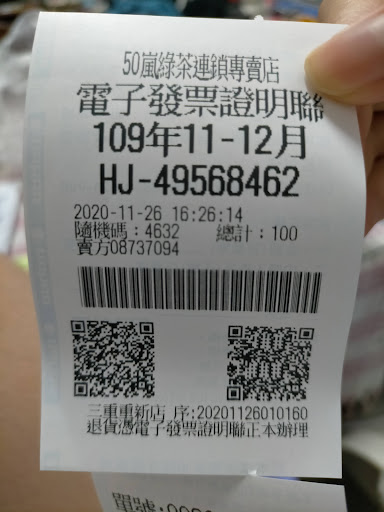 50嵐綠茶連鎖專賣店
電子發票證明聯
109年11-12月
HJ-49568462
2020-11-26 16:26:14
隨機碼：4632 總計：100
賣方08737094
三重重新店 序:20201126010160
退貨憑電子發票證明聯正本辦理
單號: